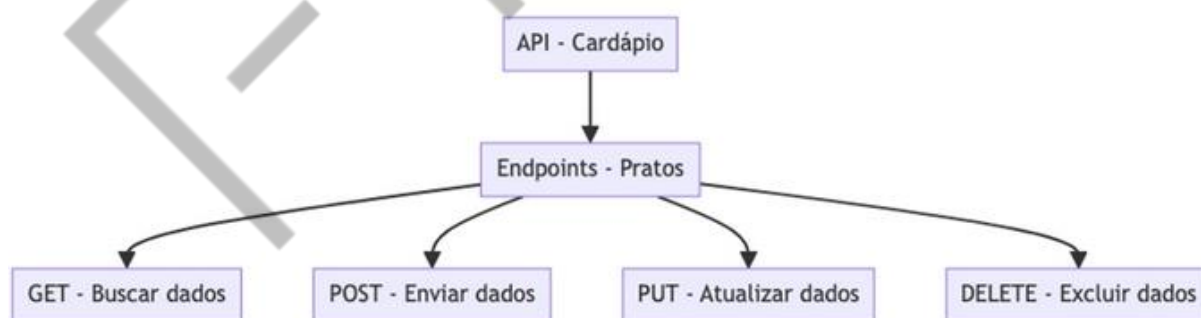 API - Cardápio
Endpoints - Pratos
GET - Buscar dados
POST - Enviar dados
PUT - Atualizar dados
DELETE - Excluir dados